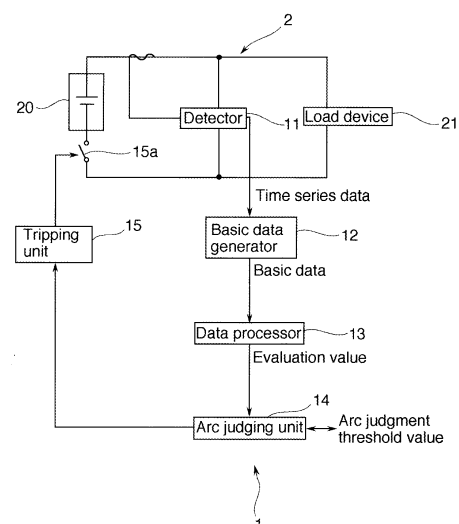 2
20
Detector
11
Load device
21
15a
Time series data
15
Tripping
unit
Basic data
generator
12
Basic data
Data processor
13
Evaluation value
14
Arc judging unit
Arc judgment
threshold value
1